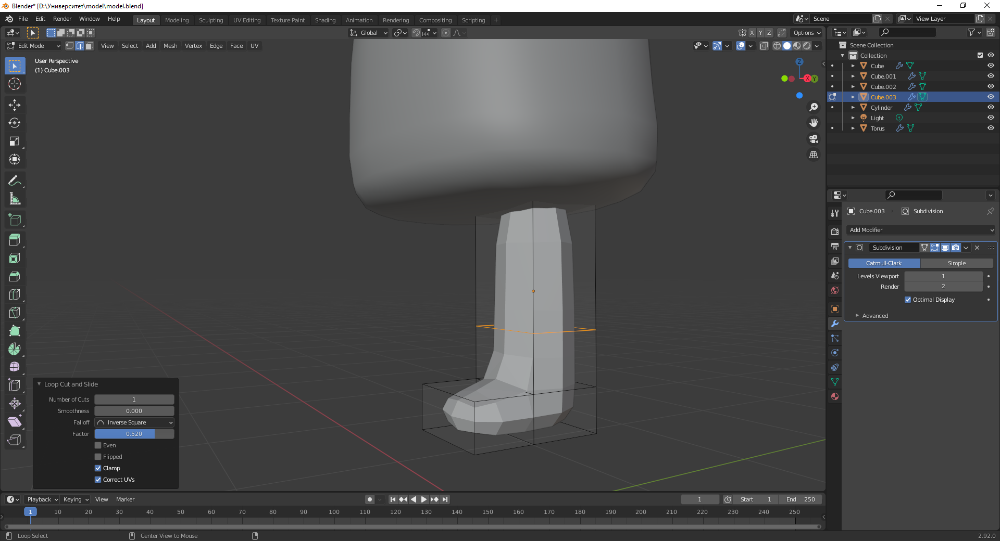 Blender* [D:\Университет\model\model.blend]
File Edit Render Window Help Layout Modeling Sculpting UV Editing Texture Paint Shading Animation Rendering Compositing Scripting + Scene View Layer
Global X Y Z Options
Edit Mode View Select Add Mesh Vertex Edge Face UV
User Perspective
(1) Cube.003
Z
X Y
Scene Collection
Collection
Cube
Cube.001
Cube.002
Cube.003
Cylinder
Light
Torus
Cube.003 Subdivision
Add Modifier
Subdivision
Catmull-Clark Simple
Levels Viewport 1
Render 2
Optimal Display
Advanced
Loop Cut and Slide
Number of Cuts 1
Smoothness 0.000
Falloff Inverse Square
Factor 0.520
Even
Flipped
Clamp
Correct UVs
Playback Keying View Marker 1 Start 1 End 250
1 10 20 30 40 50 60 70 80 90 100 110 120 130 140 150 160 170 180 190 200 210 220 230 240 250
Loop Select Center View to Mouse 2.92.0